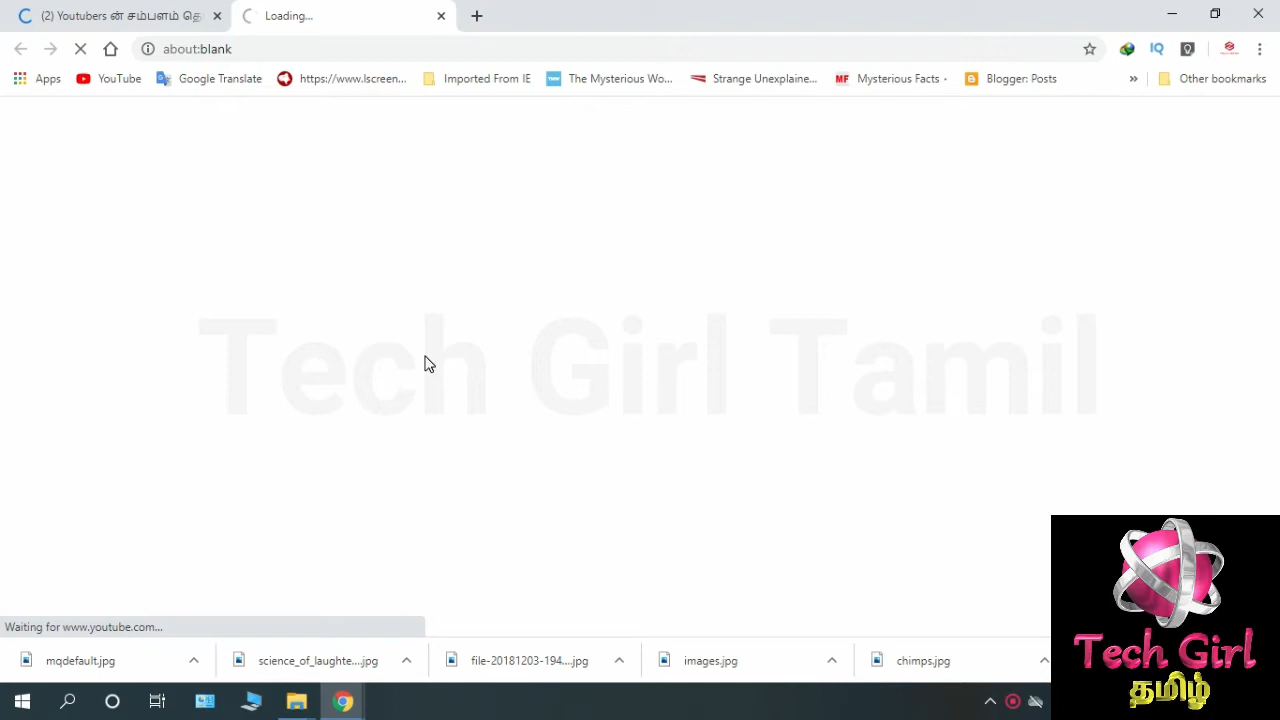 (2) Youtubers ன் சம்பளம் தெ
Loading...
about:blank
Apps
YouTube
Google Translate
https://www.lscreen...
Imported From IE
The Mysterious Wo...
Strange Unexplaine...
Mysterious Facts -
Blogger: Posts
»
Other bookmarks
Tech Girl Tamil
Waiting for www.youtube.com...
mqdefault.jpg
science_of_laughte....jpg
file-20181203-194....jpg
images.jpg
chimps.jpg
Tech Girl
தமிழ்